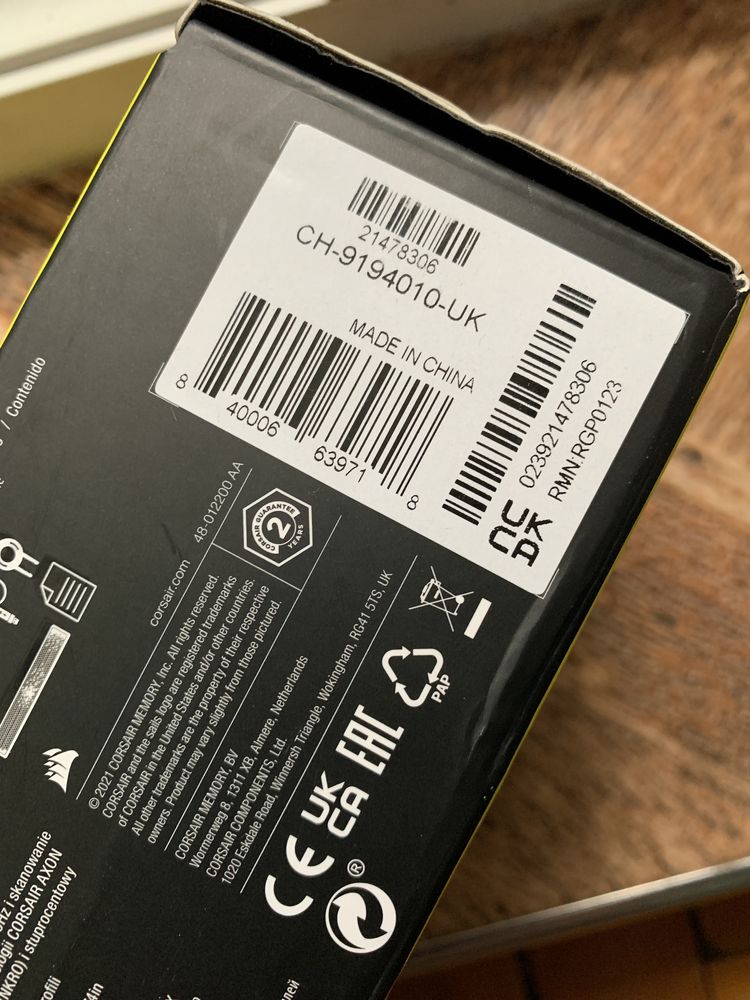 21478306
CH-9194010-UK
MADE IN CHINA
8 40006 63971 8
023921478306
RMN:RGP0123
UK
CA
/ Contenido
corsair.com
48-012200 AA
CORSAIR GUARANTEE
2
YEARS
© 2021 CORSAIR MEMORY, Inc. All rights reserved.
CORSAIR and the sails logo are registered trademarks
of CORSAIR in the United States and/or other countries.
All other trademarks are the property of their respective
owners. Product may vary slightly from those pictured.
CORSAIR MEMORY, BV
Wormerweg 8, 1311 XB, Almere, Netherlands
CORSAIR COMPONENTS, Ltd.
1020 Eskdale Road, Winnersh Triangle, Wokingham, RG41 5TS, UK
CE
UK
CA
EAC
PAP
®
i skanowanie
CORSAIR AXON
NKRO) i stuprocentowy